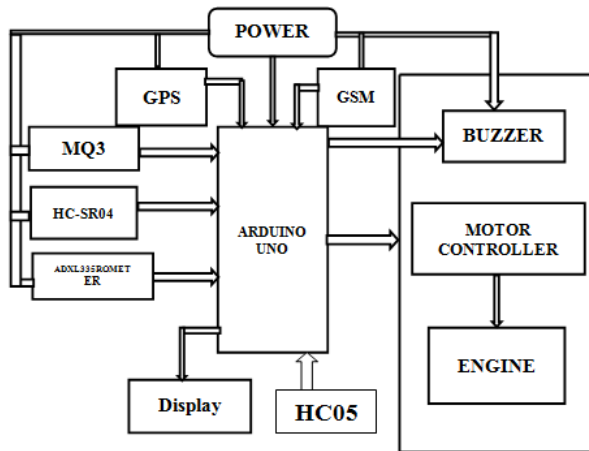 POWER
GPS
GSM
MQ3
BUZZER
HC-SR04
ARDUINO
UNO
MOTOR
CONTROLLER
ADXL335ROMET
ER
ENGINE
Display
HC05